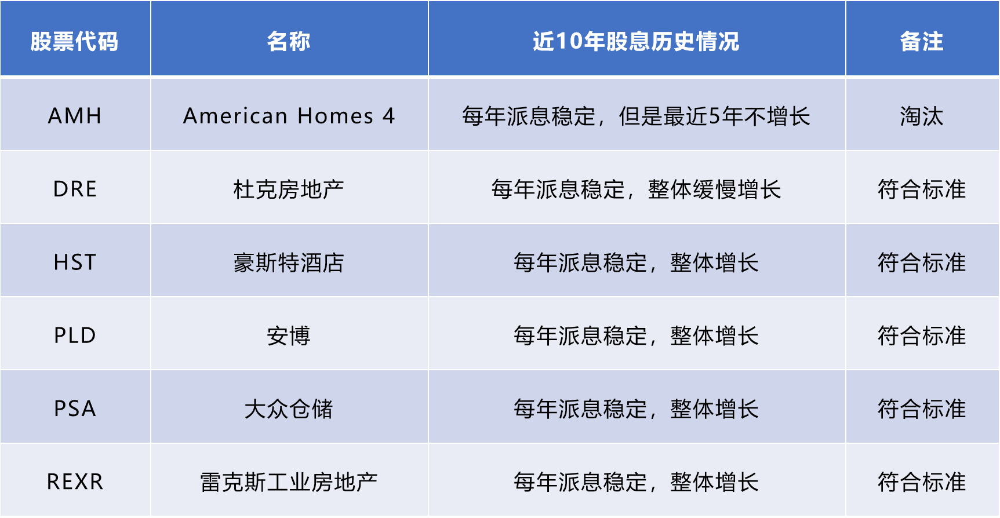 股票代码 名称 近10年股息历史情况 备注
AMH American Homes 4 每年派息稳定，但是最近5年不增长 淘汰
DRE 杜克房地产 每年派息稳定，整体缓慢增长 符合标准
HST 豪斯特酒店 每年派息稳定，整体增长 符合标准
PLD 安博 每年派息稳定，整体增长 符合标准
PSA 大众仓储 每年派息稳定，整体增长 符合标准
REXR 雷克斯工业房地产 每年派息稳定，整体增长 符合标准